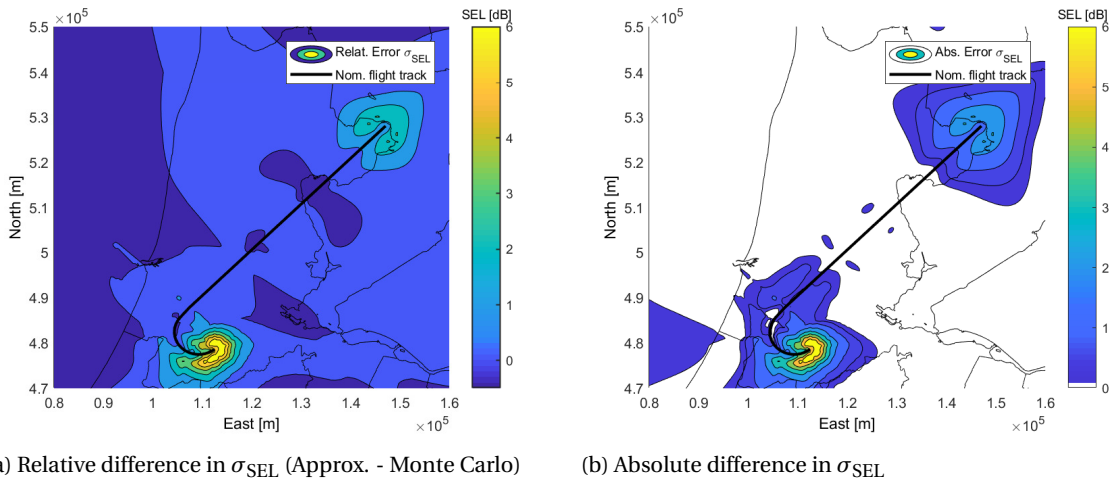 ×10⁵
SEL [dB]
5.5
5.4
5.3
5.2
5.1
5
4.9
4.8
4.7
North [m]
Relat. Error σSEL
Nom. flight track
6
5
4
3
2
1
0
0.8 0.9 1 1.1 1.2 1.3 1.4 1.5 1.6
East [m]
×10⁵
) Relative difference in σSEL (Approx. - Monte Carlo)
×10⁵
SEL [dB]
5.5
5.4
5.3
5.2
5.1
5
4.9
4.8
4.7
North [m]
Abs. Error σSEL
Nom. flight track
6
5
4
3
2
1
0
0.8 0.9 1 1.1 1.2 1.3 1.4 1.5 1.6
East [m]
×10⁵
(b) Absolute difference in σSEL